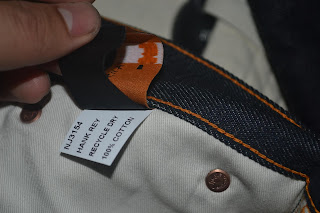 NJ3154
HANK REY
RECYCLE DRY
100% COTTON